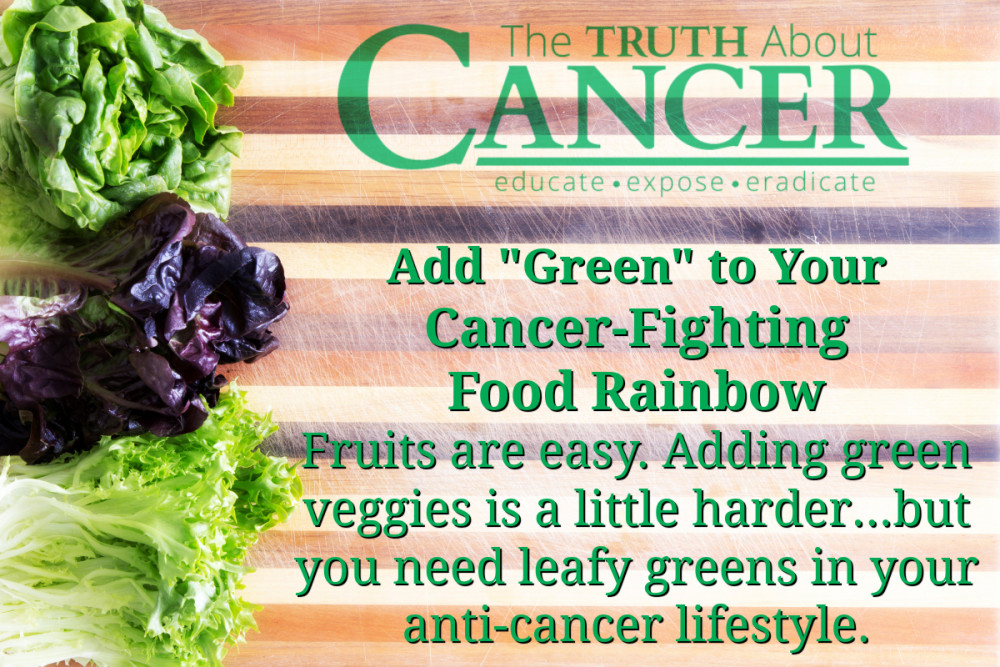 The TRUTH About
CANCER
educate • expose • eradicate
Add "Green" to Your
Cancer-Fighting
Food Rainbow
Fruits are easy. Adding green
veggies is a little harder...but
you need leafy greens in your
anti-cancer lifestyle.